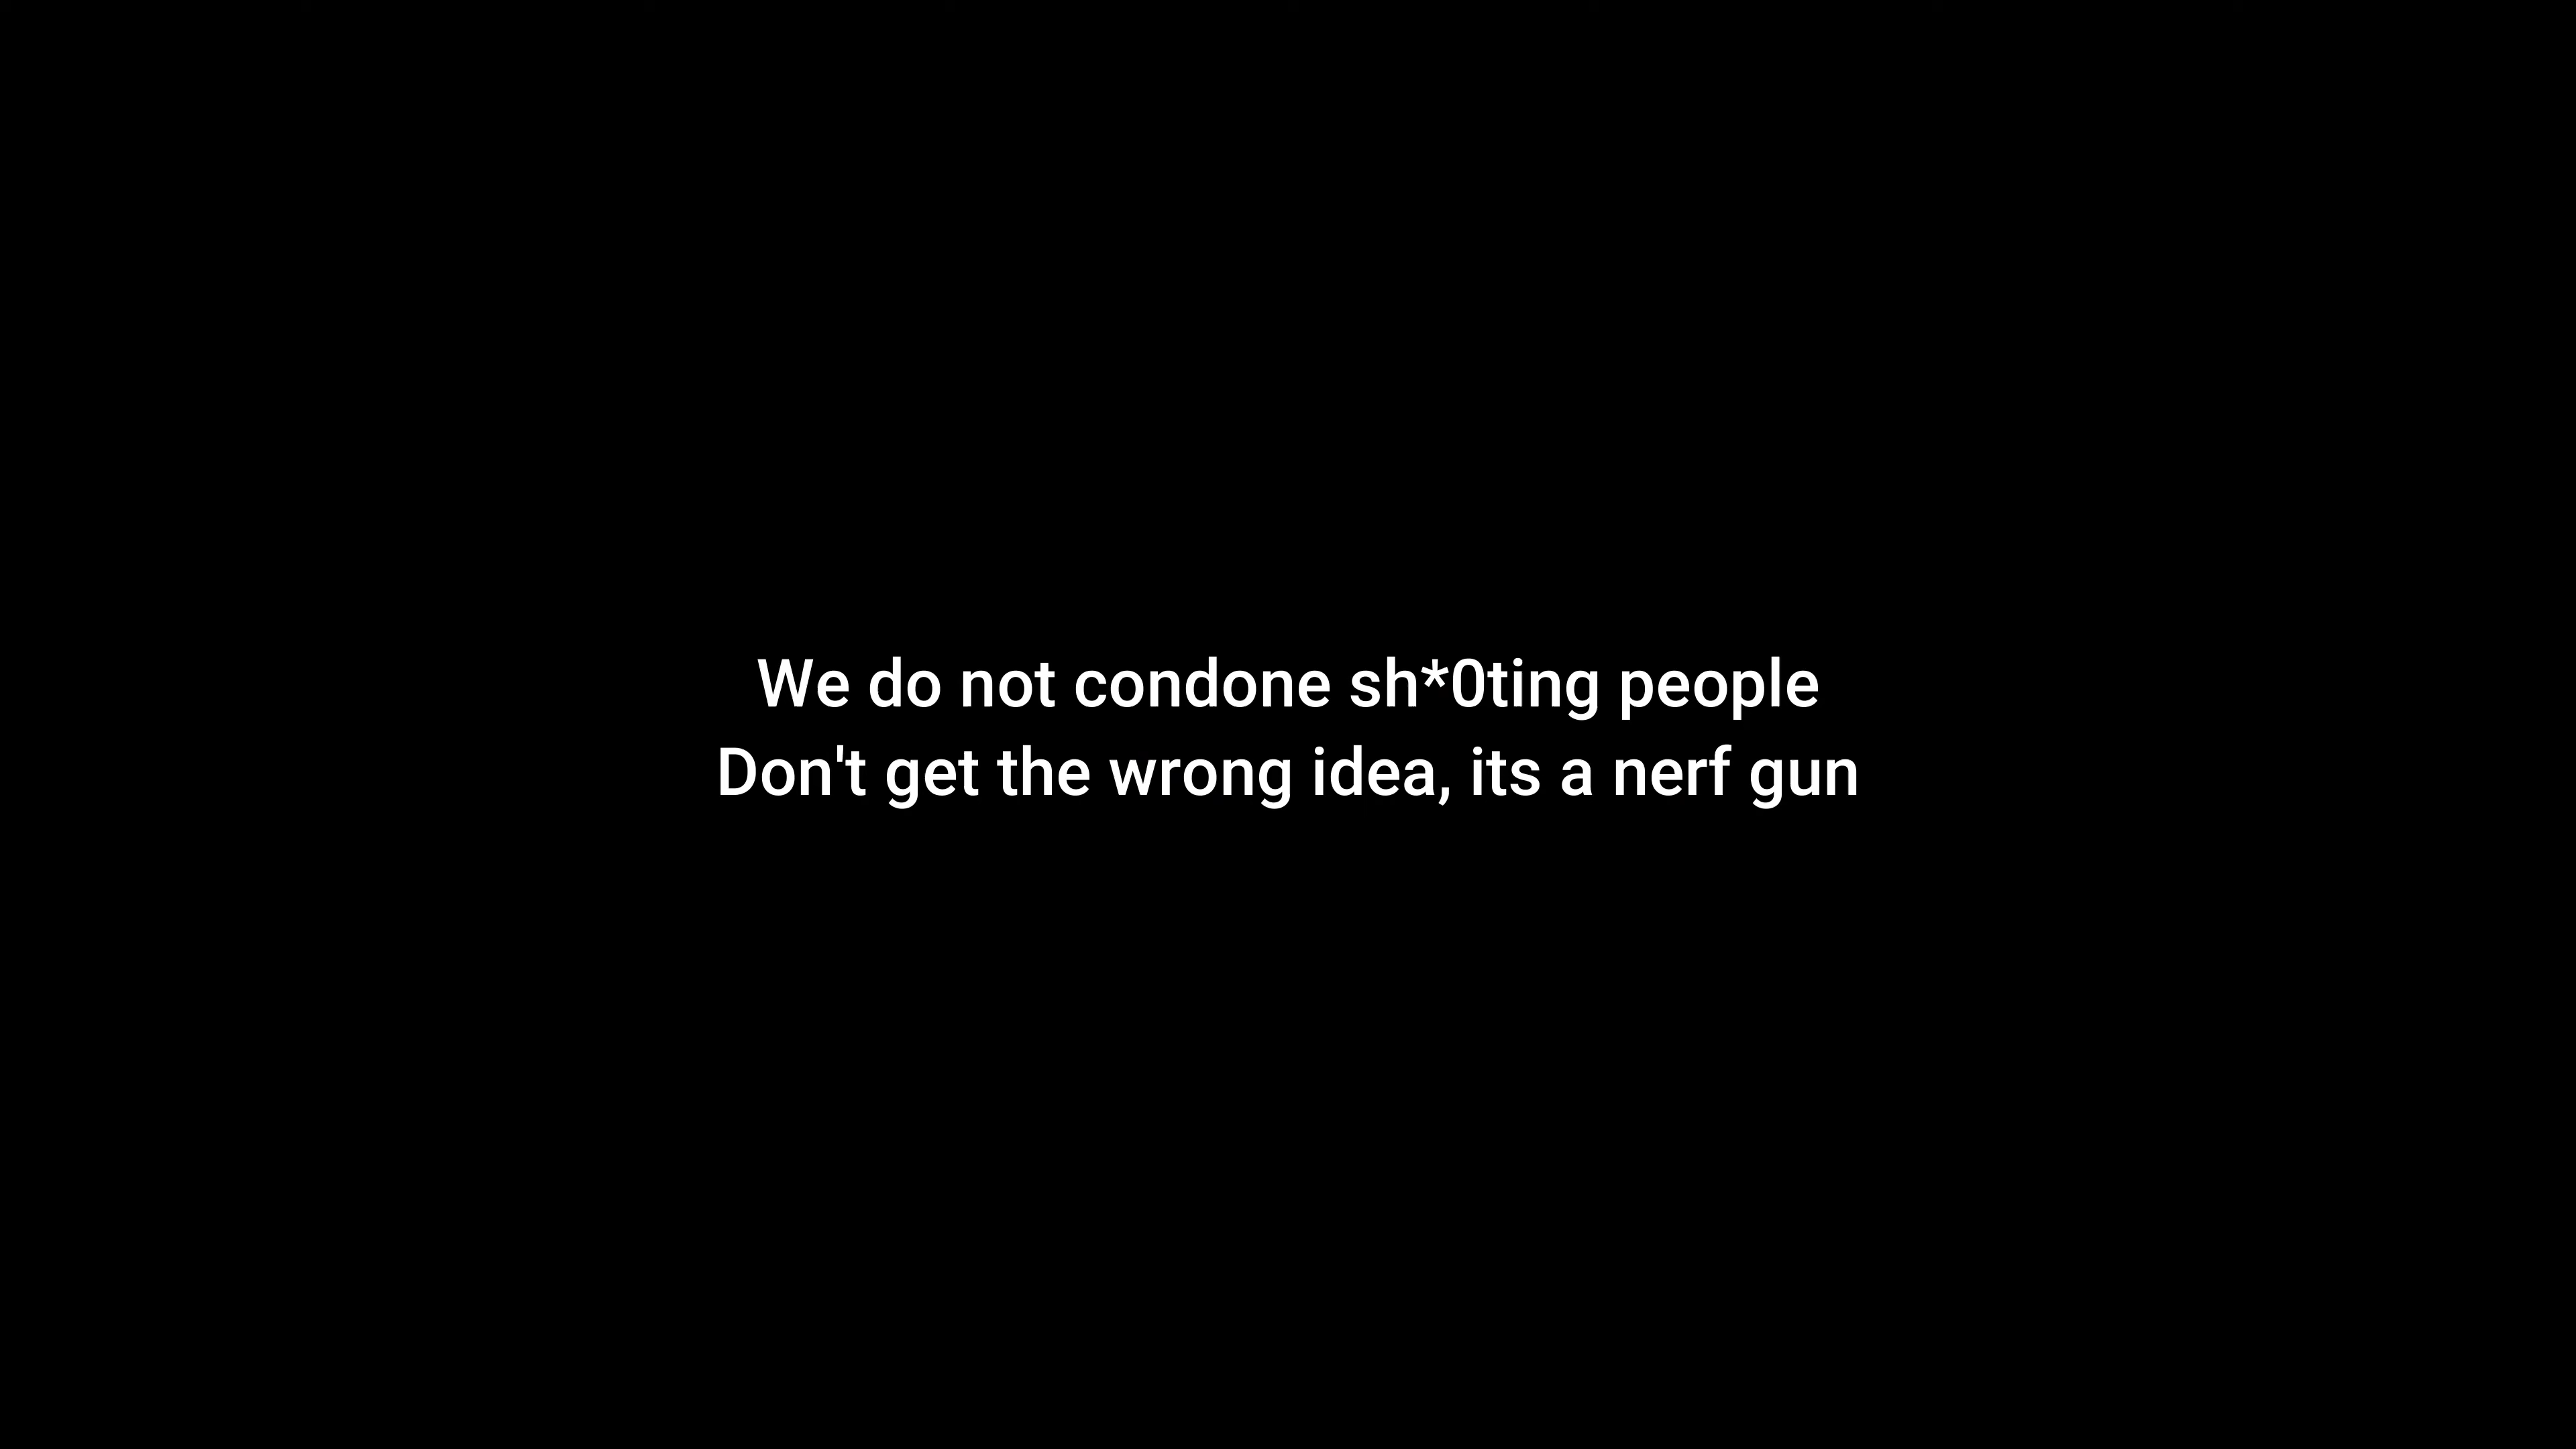 We do not condone sh*0ting people
Don't get the wrong idea, its a nerf gun